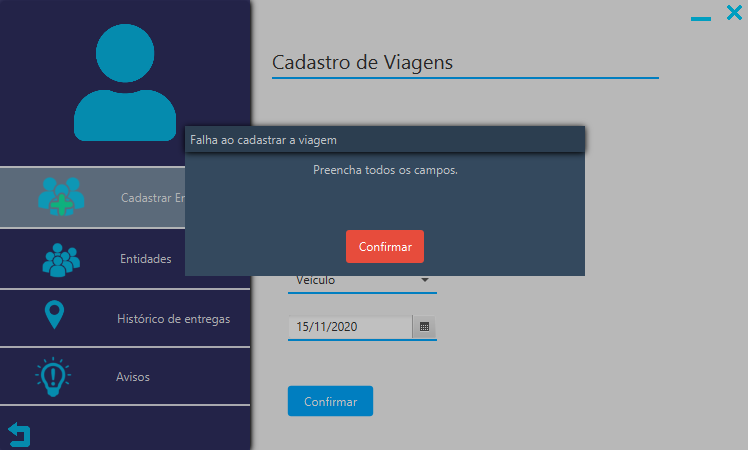 Cadastro de Viagens
Falha ao cadastrar a viagem
Preencha todos os campos.
Confirmar
Cadastrar
Entidades
Histórico de entregas
Avisos
Veículo
15/11/2020
Confirmar